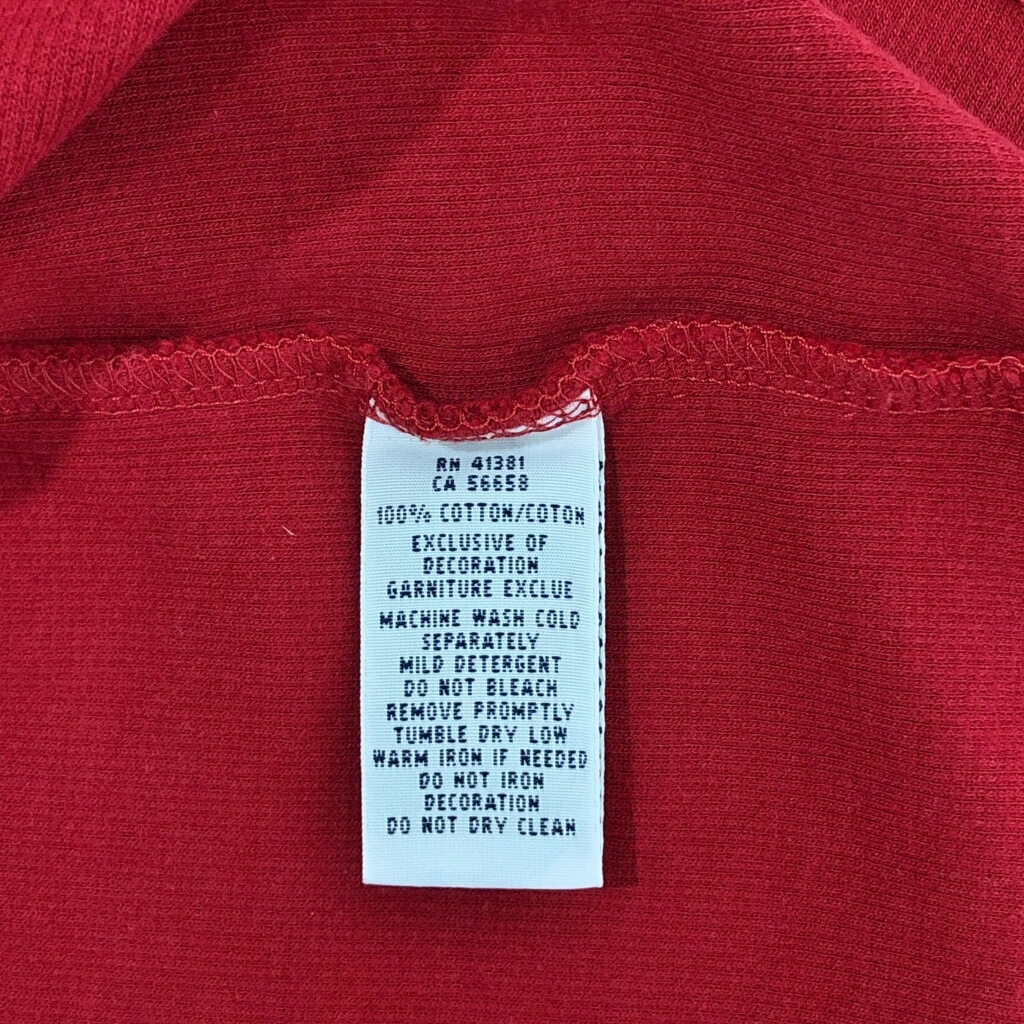 RN 41381
CA 56658
100% COTTON/COTON
EXCLUSIVE OF
DECORATION
GARNITURE EXCLUE
MACHINE WASH COLD
SEPARATELY
MILD DETERGENT
DO NOT BLEACH
REMOVE PROMPTLY
TUMBLE DRY LOW
WARM IRON IF NEEDED
DO NOT IRON
DECORATION
DO NOT DRY CLEAN